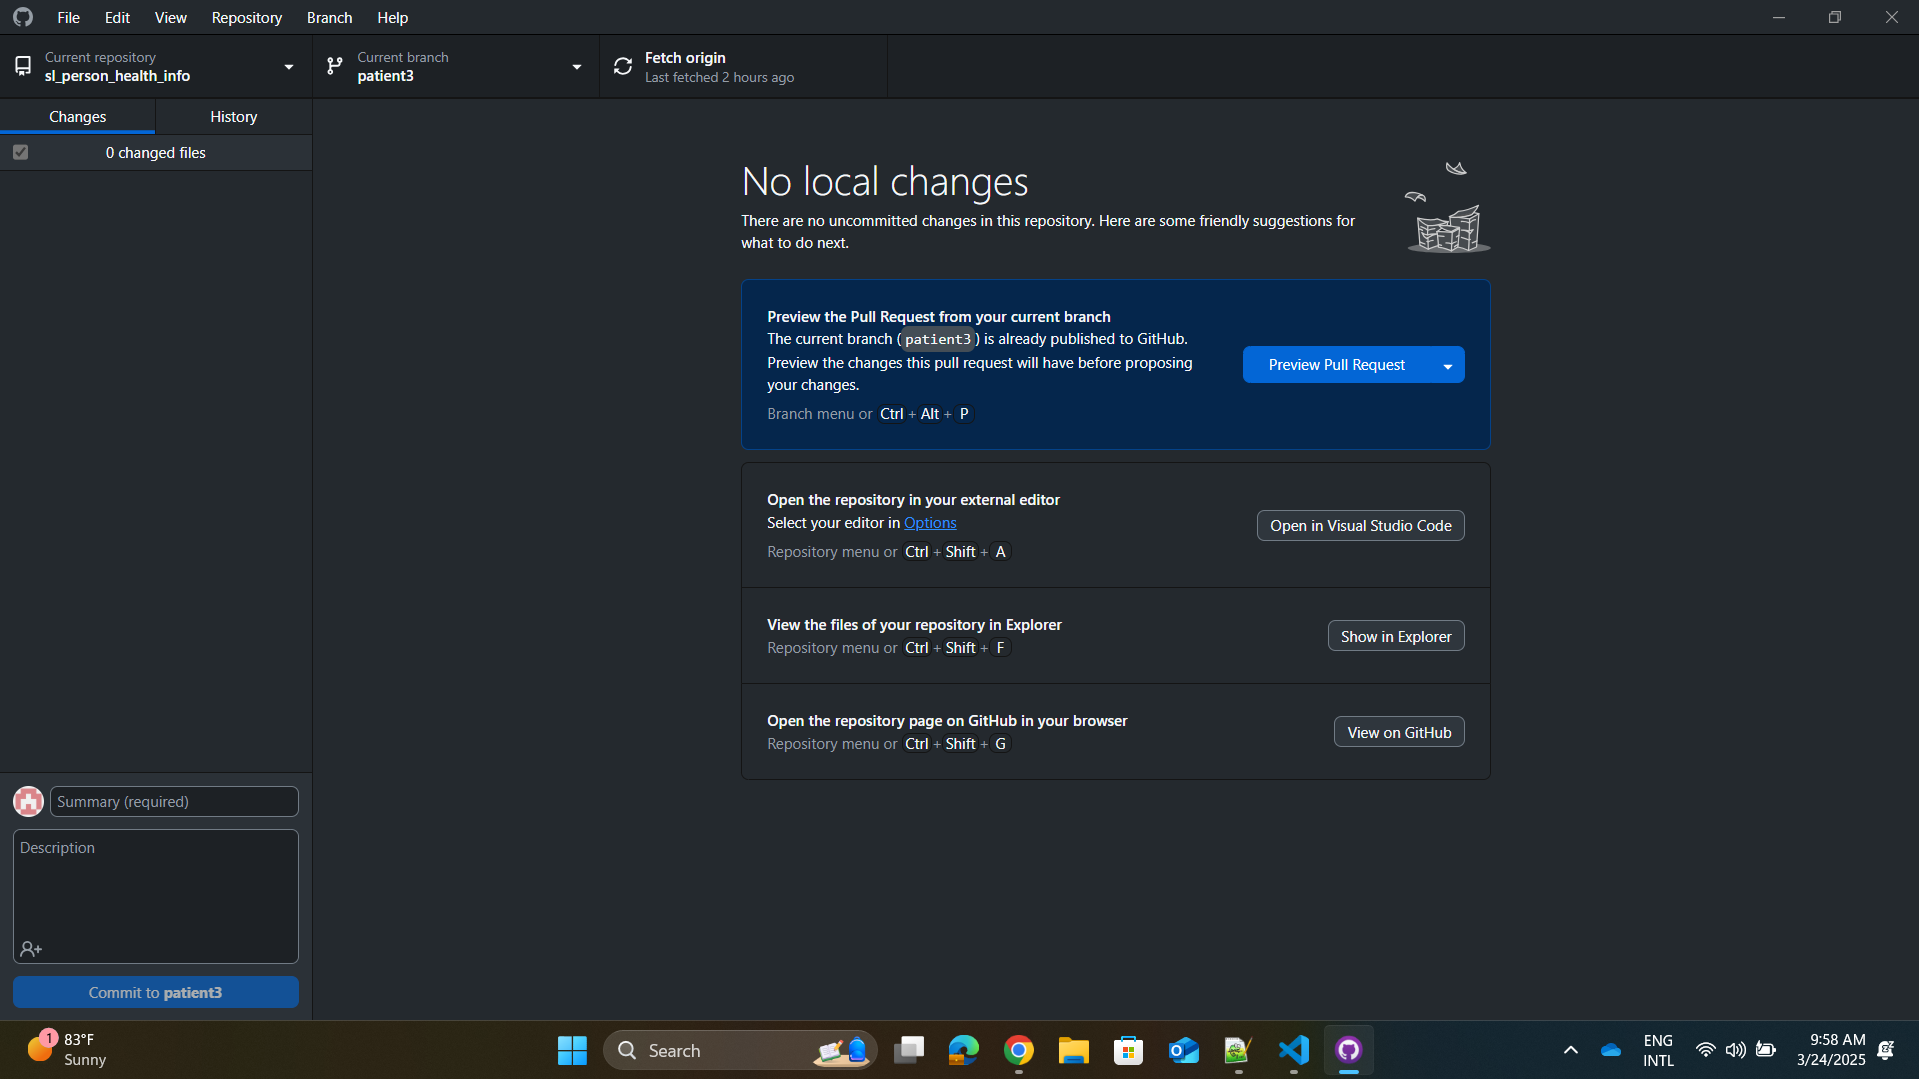 File Edit View Repository Branch Help
Current repository
sl_person_health_info
Current branch
patient3
Fetch origin
Last fetched 2 hours ago
Changes
History
0 changed files
No local changes
There are no uncommitted changes in this repository. Here are some friendly suggestions for
what to do next.
Preview the Pull Request from your current branch
The current branch (patient3) is already published to GitHub.
Preview the changes this pull request will have before proposing
your changes.
Branch menu or Ctrl + Alt + P
Preview Pull Request
Open the repository in your external editor
Select your editor in Options
Repository menu or Ctrl + Shift + A
Open in Visual Studio Code
View the files of your repository in Explorer
Repository menu or Ctrl + Shift + F
Show in Explorer
Open the repository page on GitHub in your browser
Repository menu or Ctrl + Shift + G
View on GitHub
Summary (required)
Description
Commit to patient3
1
83°F
Sunny
Search
ENG
INTL
9:58 AM
3/24/2025